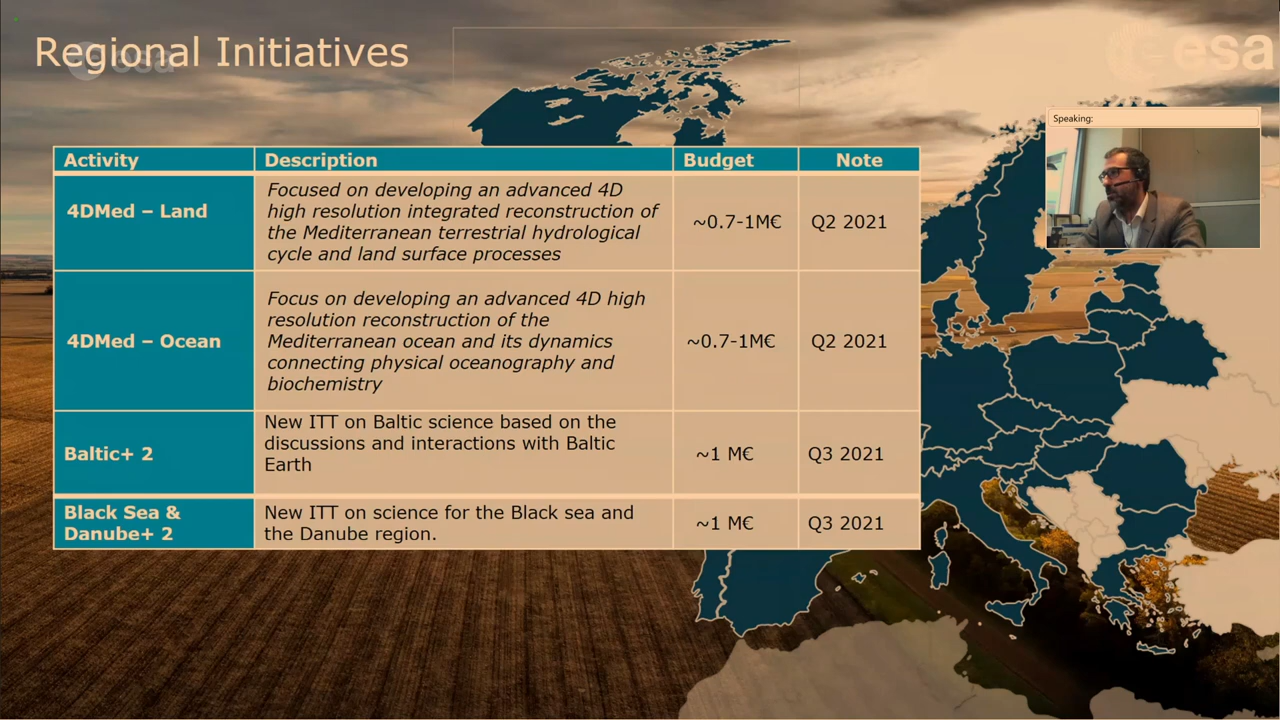 Regional Initiatives
esa
esa
Speaking:
Activity Description Budget Note
4DMed – Land
Focused on developing an advanced 4D
high resolution integrated reconstruction of
the Mediterranean terrestrial hydrological
cycle and land surface processes
~0.7-1M€
Q2 2021
4DMed – Ocean
Focus on developing an advanced 4D high
resolution reconstruction of the
Mediterranean ocean and its dynamics
connecting physical oceanography and
biochemistry
~0.7-1M€
Q2 2021
Baltic+ 2
New ITT on Baltic science based on the
discussions and interactions with Baltic
Earth
~1 M€
Q3 2021
Black Sea &
Danube+ 2
New ITT on science for the Black sea and
the Danube region.
~1 M€
Q3 2021